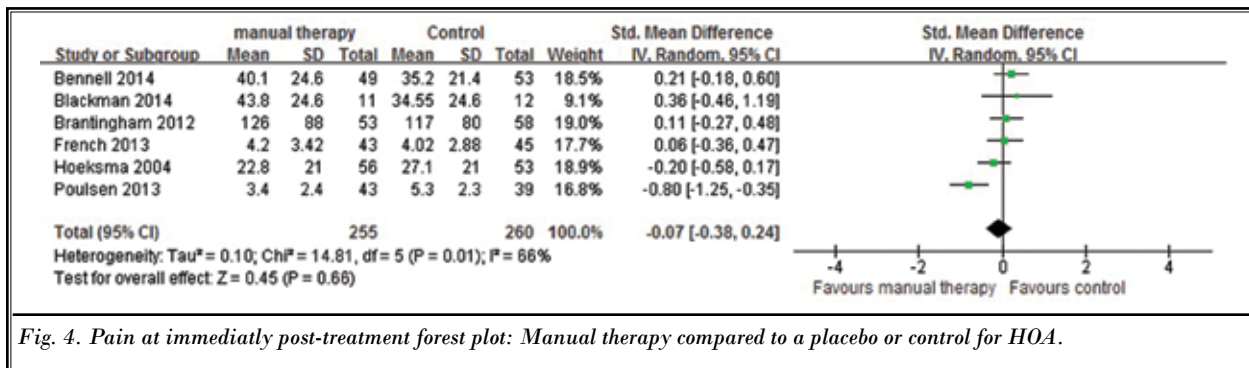 manual therapy Control Std. Mean Difference Std. Mean Difference
Study or Subgroup Mean SD Total Mean SD Total Weight IV, Random, 95% CI IV, Random, 95% CI
Bennell 2014 40.1 24.6 49 35.2 21.4 53 18.5% 0.21 [-0.18, 0.60]
Blackman 2014 43.8 24.6 11 34.55 24.6 12 9.1% 0.36 [-0.46, 1.19]
Brantingham 2012 126 88 53 117 80 58 19.0% 0.11 [-0.27, 0.48]
French 2013 4.2 3.42 43 4.02 2.88 45 17.7% 0.06 [-0.36, 0.47]
Hoeksma 2004 22.8 21 56 27.1 21 53 18.9% -0.20 [-0.58, 0.17]
Poulsen 2013 3.4 2.4 43 5.3 2.3 39 16.8% -0.80 [-1.25, -0.35]
Total (95% CI) 255 260 100.0% -0.07 [-0.38, 0.24]
Heterogeneity: Tau² = 0.10; Chi² = 14.81, df = 5 (P = 0.01); I² = 66%
Test for overall effect: Z = 0.45 (P = 0.66)
-4 -2 0 2 4
Favours manual therapy Favours control
Fig. 4. Pain at immediatly post-treatment forest plot: Manual therapy compared to a placebo or control for HOA.